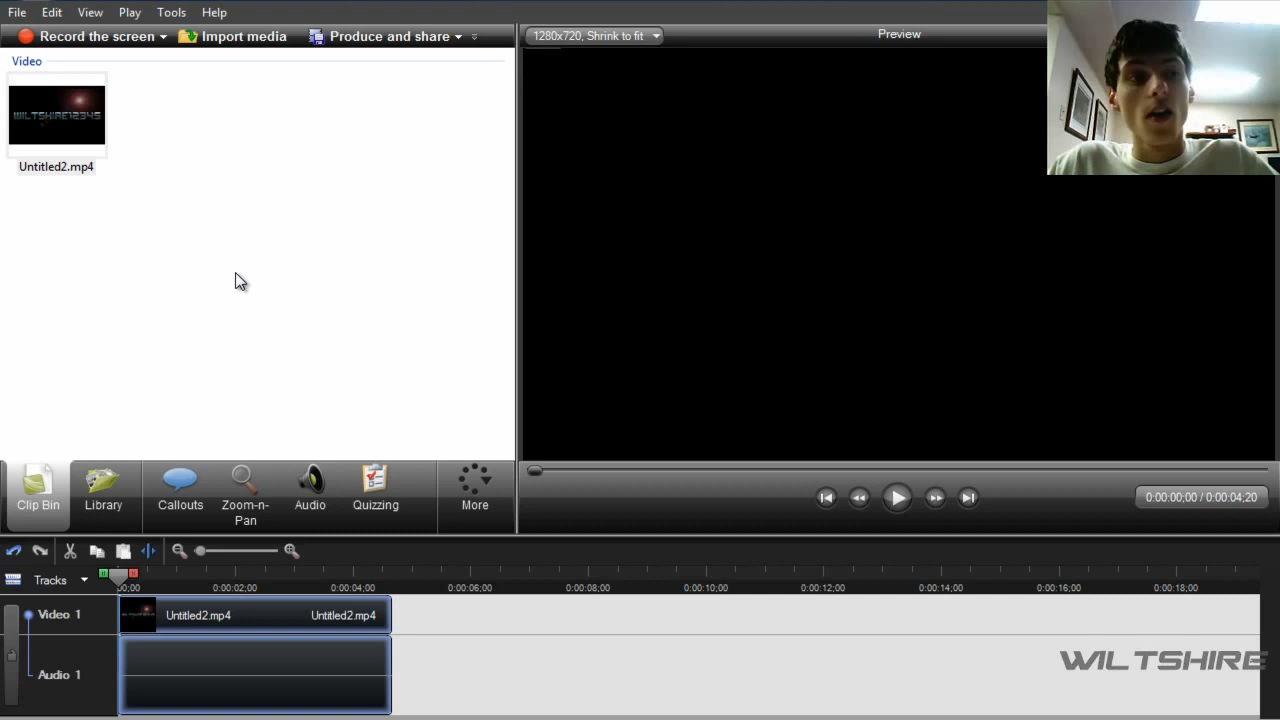 File Edit View Play Tools Help
Record the screen Import media Produce and share
1280x720, Shrink to fit Preview
Video
WILTSHIRE12345
Untitled2.mp4
Clip Bin Library Callouts Zoom-n-Pan Audio Quizzing More
0:00:00;00 / 0:00:04;20
Tracks 00;00 0:00:02;00 0:00:04;00 0:00:06;00 0:00:08;00 0:00:10;00 0:00:12;00 0:00:14;00 0:00:16;00 0:00:18;00
Video 1 Untitled2.mp4 Untitled2.mp4
Audio 1
WILTSHIRE